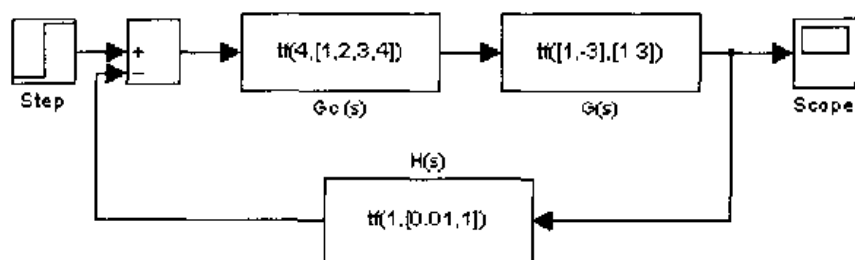 +
−
tf(4,[1,2,3,4])
tf([1,-3],[1 3])
Step
Gc(s)
G(s)
Scope
H(s)
tf(1,[0.01,1])